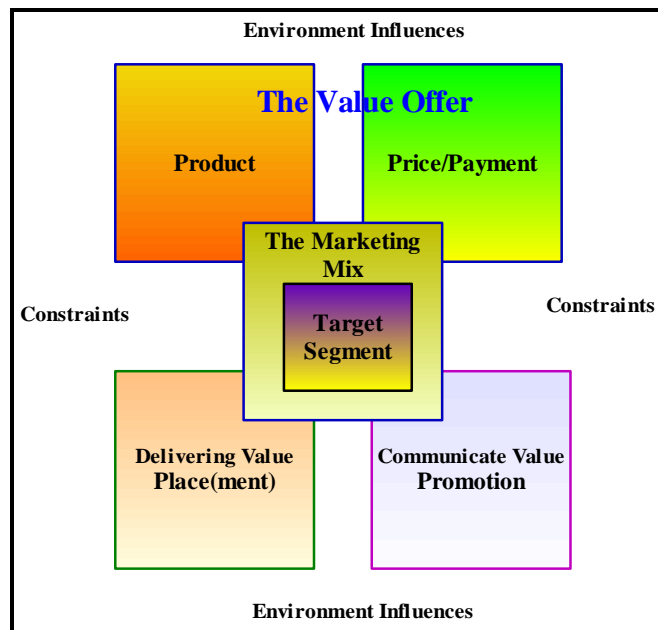 Environment Influences
The Value Offer
Product
Price/Payment
The Marketing
Mix
Constraints
Constraints
Target
Segment
Delivering Value
Place(ment)
Communicate Value
Promotion
Environment Influences